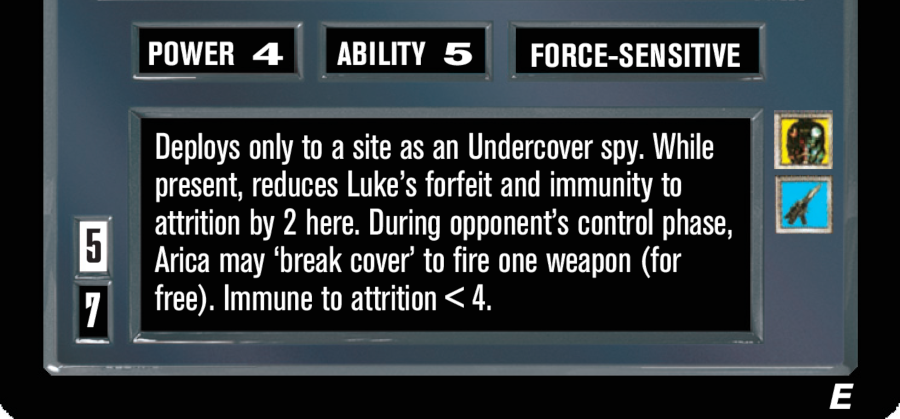 POWER 4 ABILITY 5 FORCE-SENSITIVE
Deploys only to a site as an Undercover spy. While
present, reduces Luke's forfeit and immunity to
attrition by 2 here. During opponent's control phase,
Arica may 'break cover' to fire one weapon (for
free). Immune to attrition < 4.
5
7
E